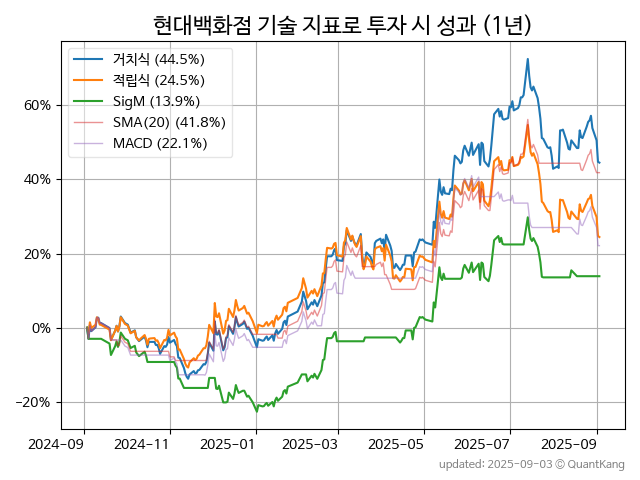 현대백화점 기술 지표로 투자 시 성과 (1년)
거치식 (44.5%)
적립식 (24.5%)
SigM (13.9%)
SMA(20) (41.8%)
MACD (22.1%)
60%
40%
20%
0%
−20%
2024-09 2024-11 2025-01 2025-03 2025-05 2025-07 2025-09
updated: 2025-09-03 © QuantKang